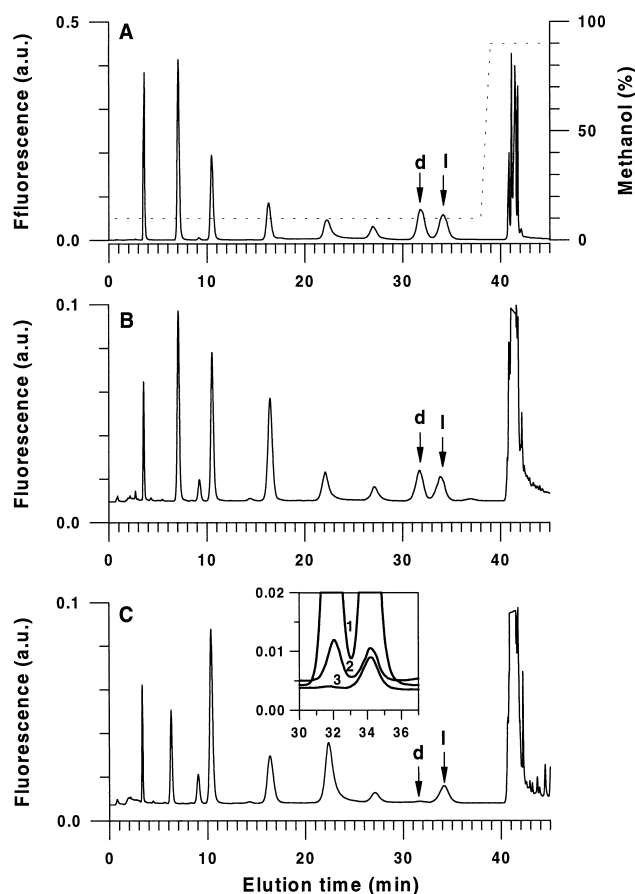 A
0.5
0.0
Ffluorescence (a.u.)
d l
100
50
0
Methanol (%)
0 10 20 30 40
B
0.1
0.0
Fluorescence (a.u.)
d l
0 10 20 30 40
C
0.1
0.0
Fluorescence (a.u.)
0.02
0.01
0.00
1
2
3
30 32 34 36
d l
0 10 20 30 40
Elution time (min)